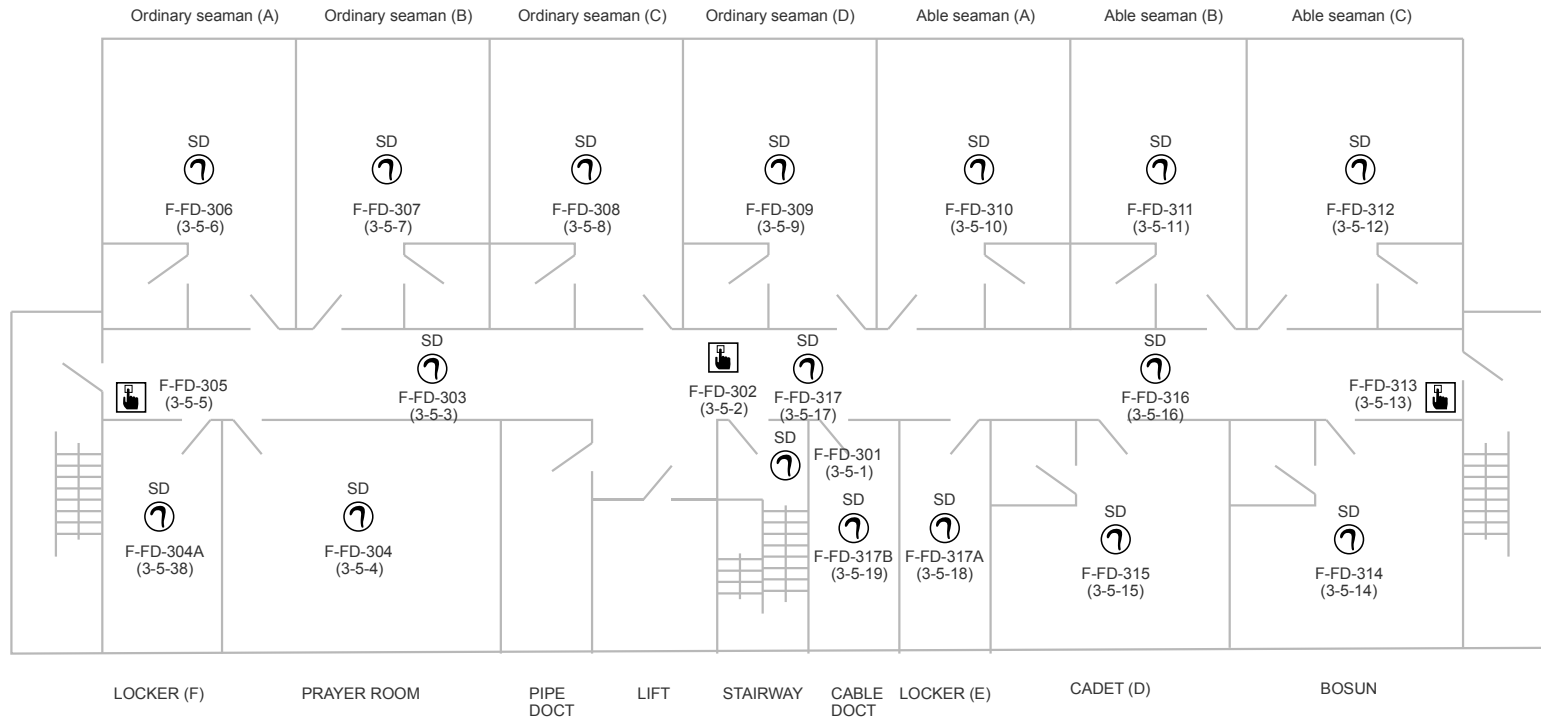 Ordinary seaman (A)
Ordinary seaman (B)
Ordinary seaman (C)
Ordinary seaman (D)
Able seaman (A)
Able seaman (B)
Able seaman (C)
SD
F-FD-306
(3-5-6)
SD
F-FD-307
(3-5-7)
SD
F-FD-308
(3-5-8)
SD
F-FD-309
(3-5-9)
SD
F-FD-310
(3-5-10)
SD
F-FD-311
(3-5-11)
SD
F-FD-312
(3-5-12)
F-FD-305
(3-5-5)
SD
F-FD-303
(3-5-3)
F-FD-302
(3-5-2)
SD
F-FD-317
(3-5-17)
SD
F-FD-316
(3-5-16)
F-FD-313
(3-5-13)
SD
F-FD-304A
(3-5-38)
SD
F-FD-304
(3-5-4)
SD
F-FD-301
(3-5-1)
SD
F-FD-317B
(3-5-19)
SD
F-FD-317A
(3-5-18)
SD
F-FD-315
(3-5-15)
SD
F-FD-314
(3-5-14)
LOCKER (F)
PRAYER ROOM
PIPE
DOCT
LIFT
STAIRWAY
CABLE
DOCT
LOCKER (E)
CADET (D)
BOSUN